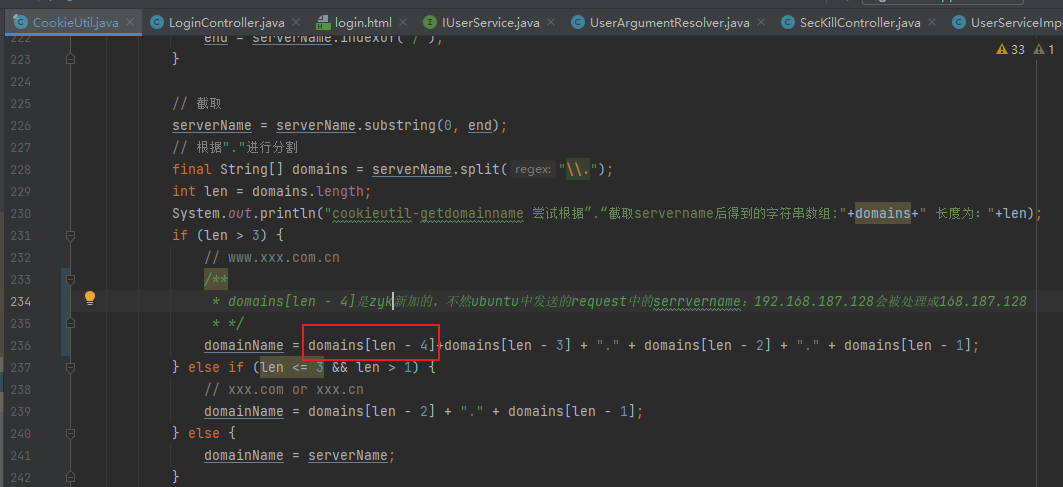 CookieUtil.java × LoginController.java × login.html × IUserService.java × UserArgumentResolver.java × SecKillController.java × UserServiceImp
222 end = serverName.indexOf("/");
33 1
223 }
224
225 // 截取
226 serverName = serverName.substring(0, end);
227 // 根据"."进行分割
228 final String[] domains = serverName.split( regex: "\\.");
229 int len = domains.length;
230 System.out.println("cookieutil-getdomainname 尝试根据”.“截取servername后得到的字符串数组:"+domains+" 长度为: "+len);
231 if (len > 3) {
232 // www.xxx.com.cn
233 /**
234 * domains[len - 4]是zyk新加的, 不然ubuntu中发送的request中的serrvername: 192.168.187.128会被处理成168.187.128
235 * */
236 domainName = domains[len - 4]+domains[len - 3] + "." + domains[len - 2] + "." + domains[len - 1];
237 } else if (len <= 3 && len > 1) {
238 // xxx.com or xxx.cn
239 domainName = domains[len - 2] + "." + domains[len - 1];
240 } else {
241 domainName = serverName;
242 }